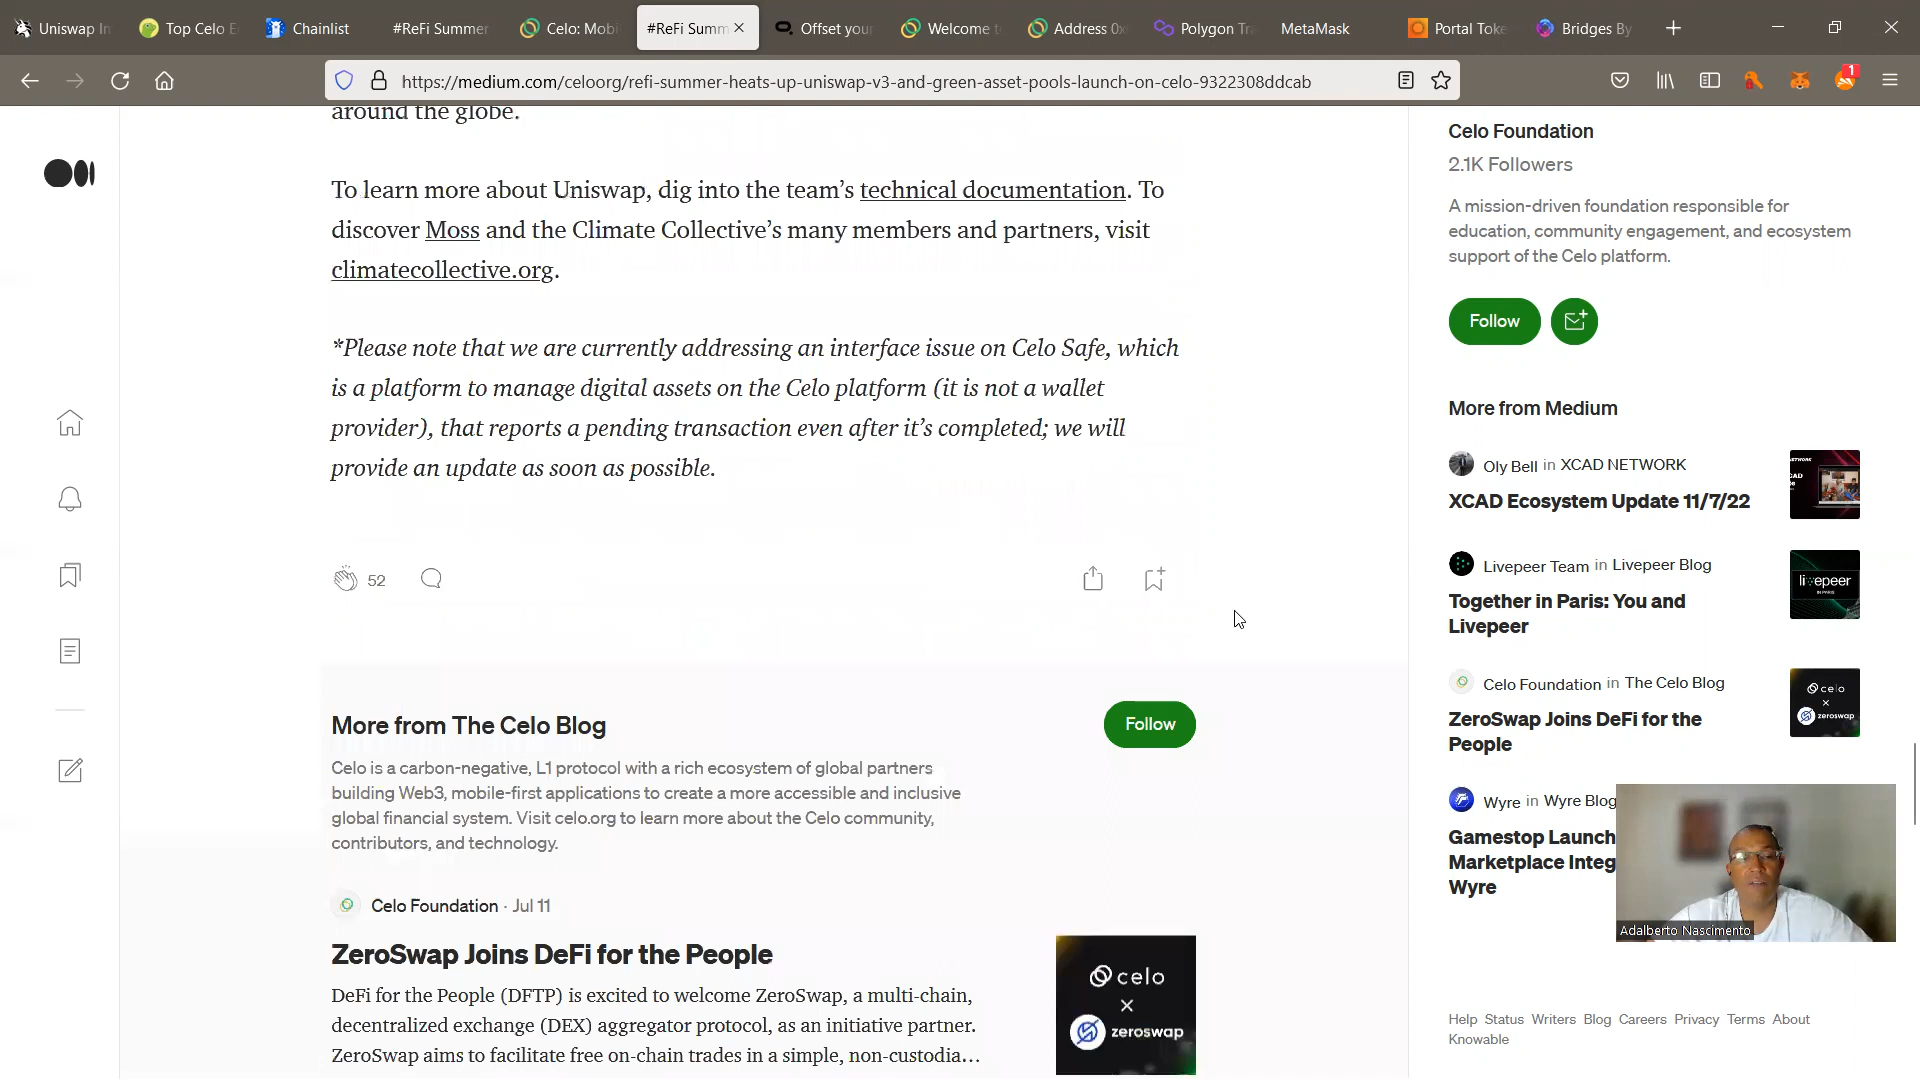 Uniswap In
Top Celo E
Chainlist
#ReFi Summer
Celo: Mobi
#ReFi Summ
Offset your
Welcome t
Address 0x
Polygon Tra
MetaMask
Portal Toke
Bridges By
https://medium.com/celoorg/refi-summer-heats-up-uniswap-v3-and-green-asset-pools-launch-on-celo-9322308ddcab
1
around the globe.
To learn more about Uniswap, dig into the team’s technical documentation. To
discover Moss and the Climate Collective’s many members and partners, visit
climatecollective.org.
*Please note that we are currently addressing an interface issue on Celo Safe, which
is a platform to manage digital assets on the Celo platform (it is not a wallet
provider), that reports a pending transaction even after it’s completed; we will
provide an update as soon as possible.
52
More from The Celo Blog
Follow
Celo is a carbon-negative, L1 protocol with a rich ecosystem of global partners
building Web3, mobile-first applications to create a more accessible and inclusive
global financial system. Visit celo.org to learn more about the Celo community,
contributors, and technology.
Celo Foundation · Jul 11
ZeroSwap Joins DeFi for the People
DeFi for the People (DFTP) is excited to welcome ZeroSwap, a multi-chain,
decentralized exchange (DEX) aggregator protocol, as an initiative partner.
ZeroSwap aims to facilitate free on-chain trades in a simple, non-custodia…
celo
×
zeroswap
Celo Foundation
2.1K Followers
A mission-driven foundation responsible for
education, community engagement, and ecosystem
support of the Celo platform.
Follow
More from Medium
Oly Bell in XCAD NETWORK
XCAD Ecosystem Update 11/7/22
Livepeer Team in Livepeer Blog
Together in Paris: You and
Livepeer
livepeer
IN PARIS
Celo Foundation in The Celo Blog
ZeroSwap Joins DeFi for the
People
celo
×
zeroswap
Wyre in Wyre Blog
Gamestop Launch
Marketplace Integ
Wyre
Adalberto Nascimento
Help Status Writers Blog Careers Privacy Terms About
Knowable